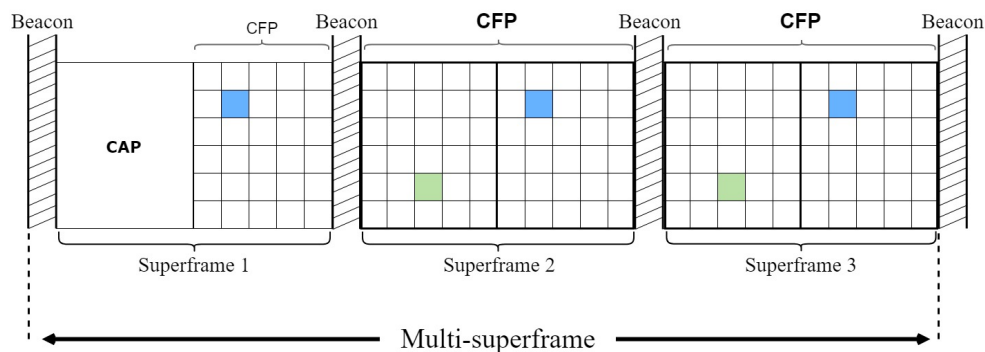 Beacon
CFP
Beacon
CFP
Beacon
CFP
Beacon
CAP
Superframe 1
Superframe 2
Superframe 3
Multi-superframe